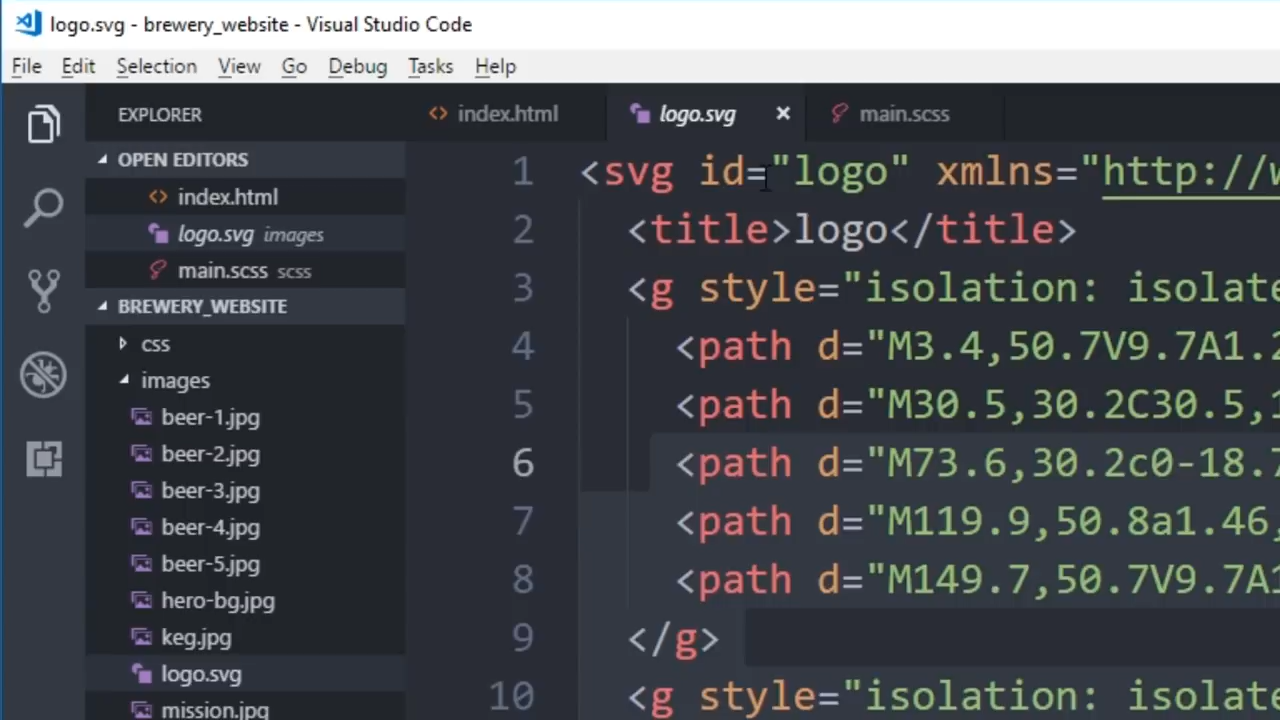 logo.svg - brewery_website - Visual Studio Code
File Edit Selection View Go Debug Tasks Help
EXPLORER
OPEN EDITORS
index.html
logo.svg images
main.scss scss
BREWERY_WEBSITE
css
images
beer-1.jpg
beer-2.jpg
beer-3.jpg
beer-4.jpg
beer-5.jpg
hero-bg.jpg
keg.jpg
logo.svg
mission.jpg
<> index.html logo.svg × main.scss
1 <svg id="logo" xmlns="http://w
2 <title>logo</title>
3 <g style="isolation: isolate
4 <path d="M3.4,50.7V9.7A1.2
5 <path d="M30.5,30.2C30.5,1
6 <path d="M73.6,30.2c0-18.7
7 <path d="M119.9,50.8a1.46,
8 <path d="M149.7,50.7V9.7A1
9 </g>
10 <g style="isolation: isolate